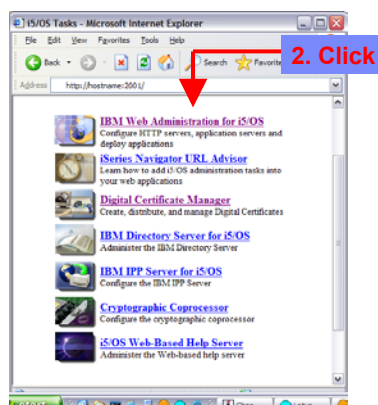 i5/OS Tasks - Microsoft Internet Explorer
File Edit View Favorites Tools Help
Back Search Favorite
2. Click
Address http://hostname:2001/
IBM Web Administration for i5/OS
Configure HTTP servers, application servers and
deploy applications
iSeries Navigator URL Advisor
Learn how to add i5/OS administration tasks into
your web applications
Digital Certificate Manager
Create, distribute, and manage Digital Certificates
IBM Directory Server for i5/OS
Administer the IBM Directory Server
IBM IPP Server for i5/OS
Configure the IBM IPP Server
Cryptographic Coprocessor
Configure the cryptographic coprocessor
i5/OS Web-Based Help Server
Administer the Web-based help server